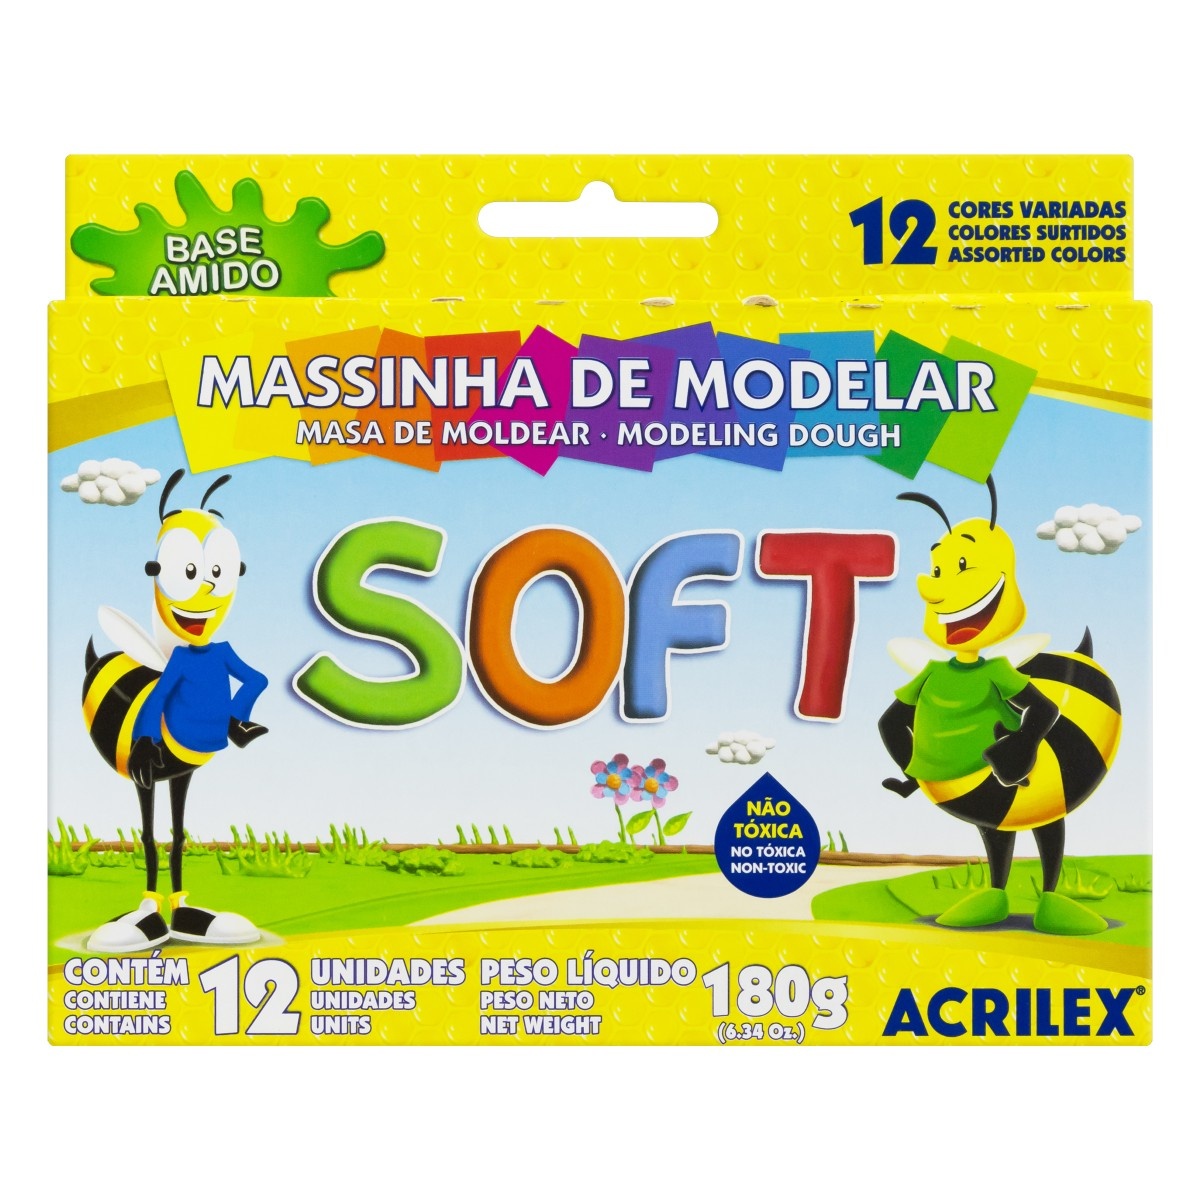 BASE
AMIDO
12
CORES VARIADAS
COLORES SURTIDOS
ASSORTED COLORS
MASSINHA DE MODELAR
MASA DE MOLDEAR · MODELING DOUGH
SOFT
NÃO
TÓXICA
NO TÓXICA
NON-TOXIC
CONTÉM
CONTIENE
CONTAINS
12
UNIDADES
UNIDADES
UNITS
PESO LÍQUIDO
PESO NETO
NET WEIGHT
180g
(6.34 Oz.)
ACRILEX®